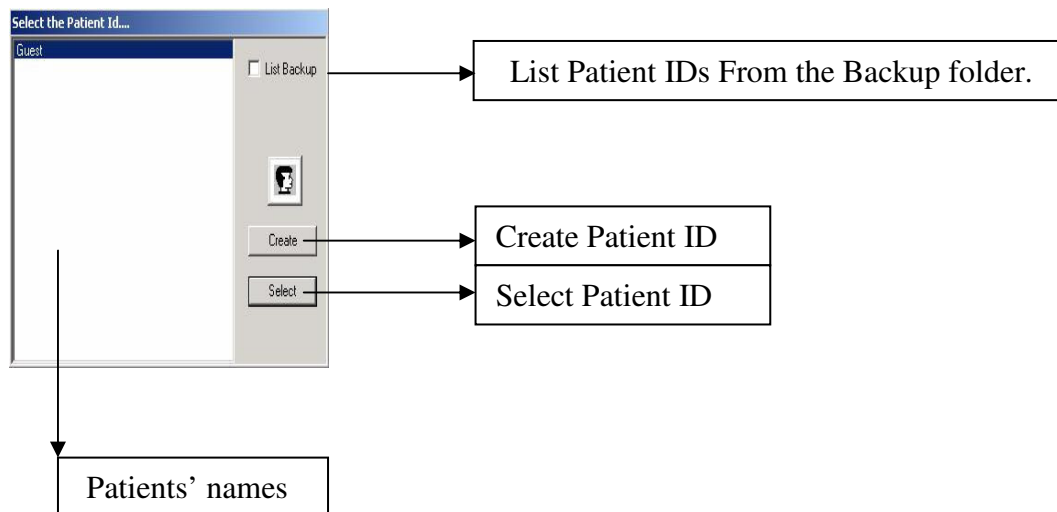 Select the Patient Id....
Guest
List Backup
List Patient IDs From the Backup folder.
Create
Create Patient ID
Select
Select Patient ID
Patients’ names